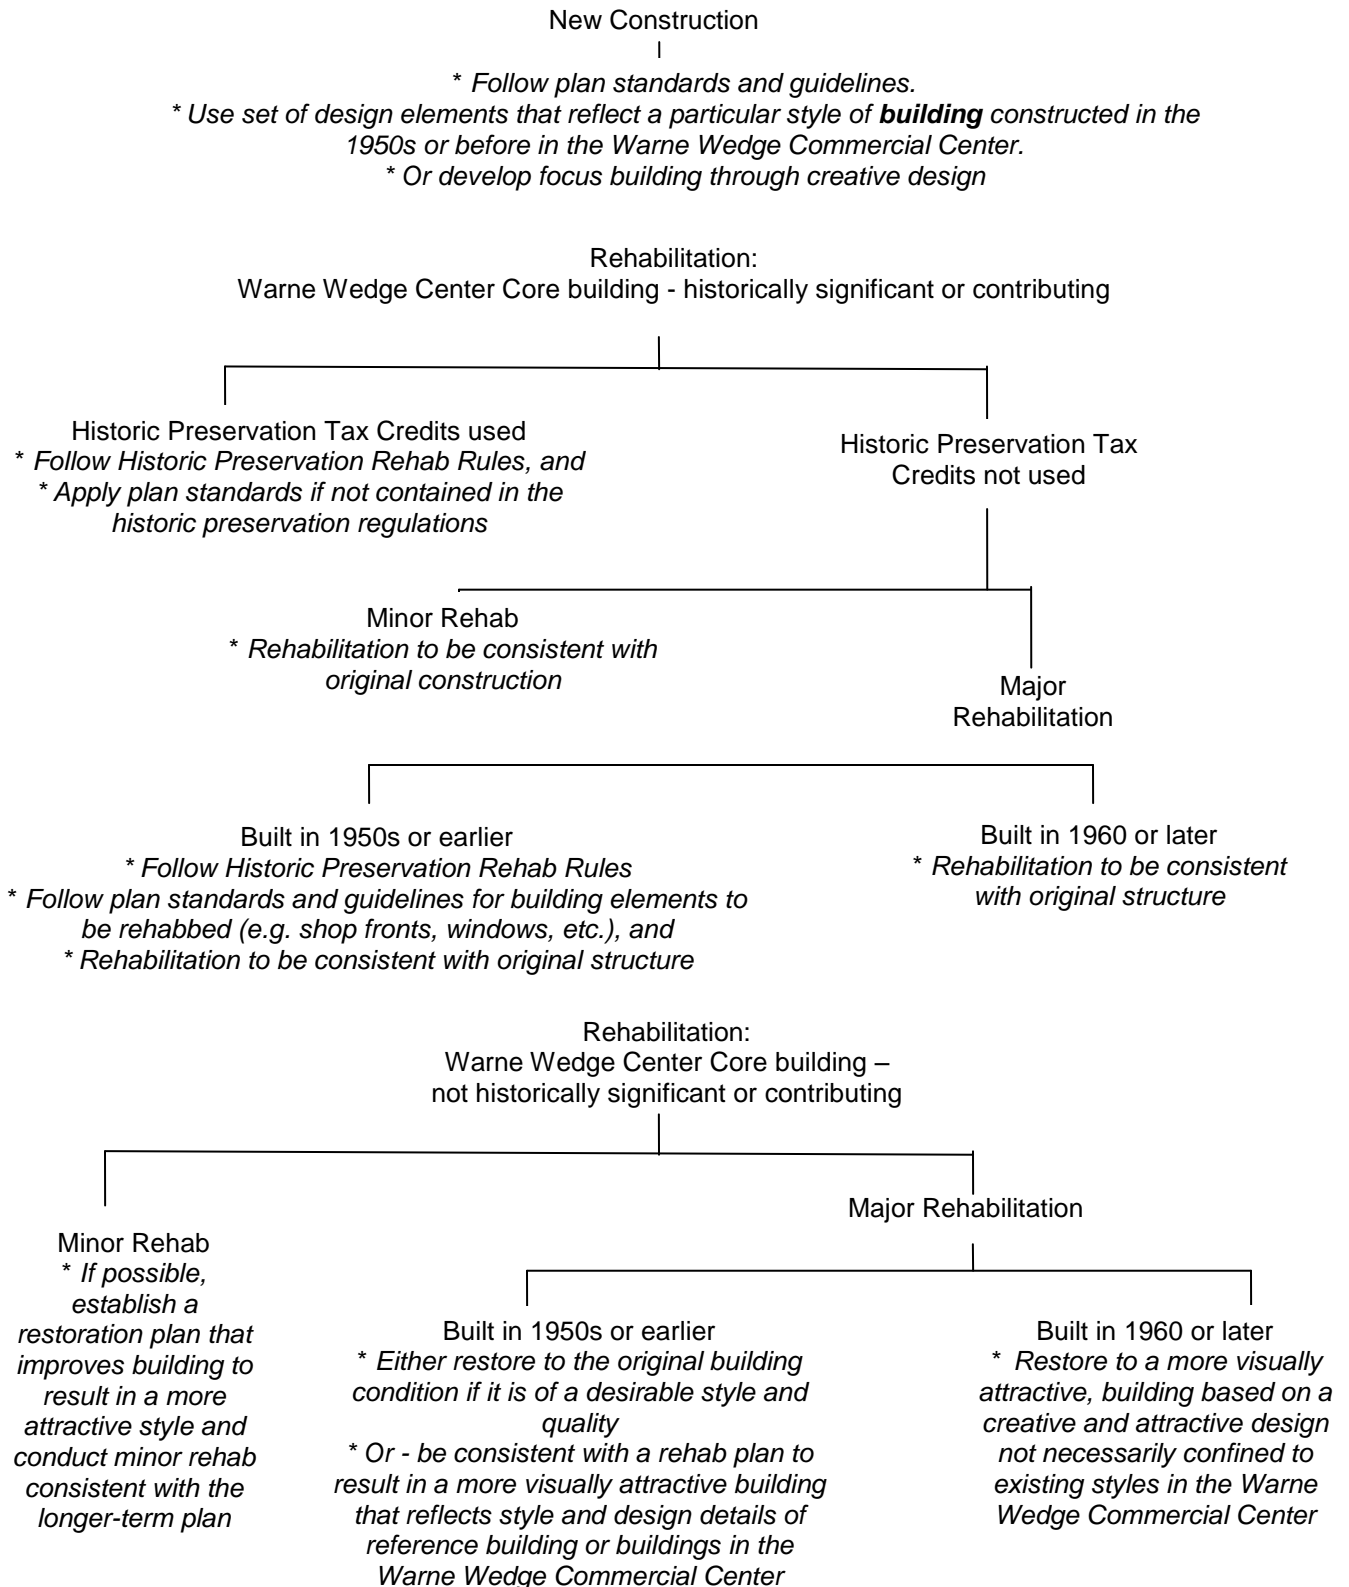 New Construction
* Follow plan standards and guidelines.
* Use set of design elements that reflect a particular style of building constructed in the
1950s or before in the Warne Wedge Commercial Center.
* Or develop focus building through creative design
Rehabilitation:
Warne Wedge Center Core building - historically significant or contributing
Historic Preservation Tax Credits used
* Follow Historic Preservation Rehab Rules, and
* Apply plan standards if not contained in the
historic preservation regulations
Historic Preservation Tax
Credits not used
Minor Rehab
* Rehabilitation to be consistent with
original construction
Major
Rehabilitation
Built in 1950s or earlier
* Follow Historic Preservation Rehab Rules
* Follow plan standards and guidelines for building elements to
be rehabbed (e.g. shop fronts, windows, etc.), and
* Rehabilitation to be consistent with original structure
Built in 1960 or later
* Rehabilitation to be consistent
with original structure
Rehabilitation:
Warne Wedge Center Core building –
not historically significant or contributing
Minor Rehab
* If possible,
establish a
restoration plan that
improves building to
result in a more
attractive style and
conduct minor rehab
consistent with the
longer-term plan
Major Rehabilitation
Built in 1950s or earlier
* Either restore to the original building
condition if it is of a desirable style and
quality
* Or - be consistent with a rehab plan to
result in a more visually attractive building
that reflects style and design details of
reference building or buildings in the
Warne Wedge Commercial Center
Built in 1960 or later
* Restore to a more visually
attractive, building based on a
creative and attractive design
not necessarily confined to
existing styles in the Warne
Wedge Commercial Center